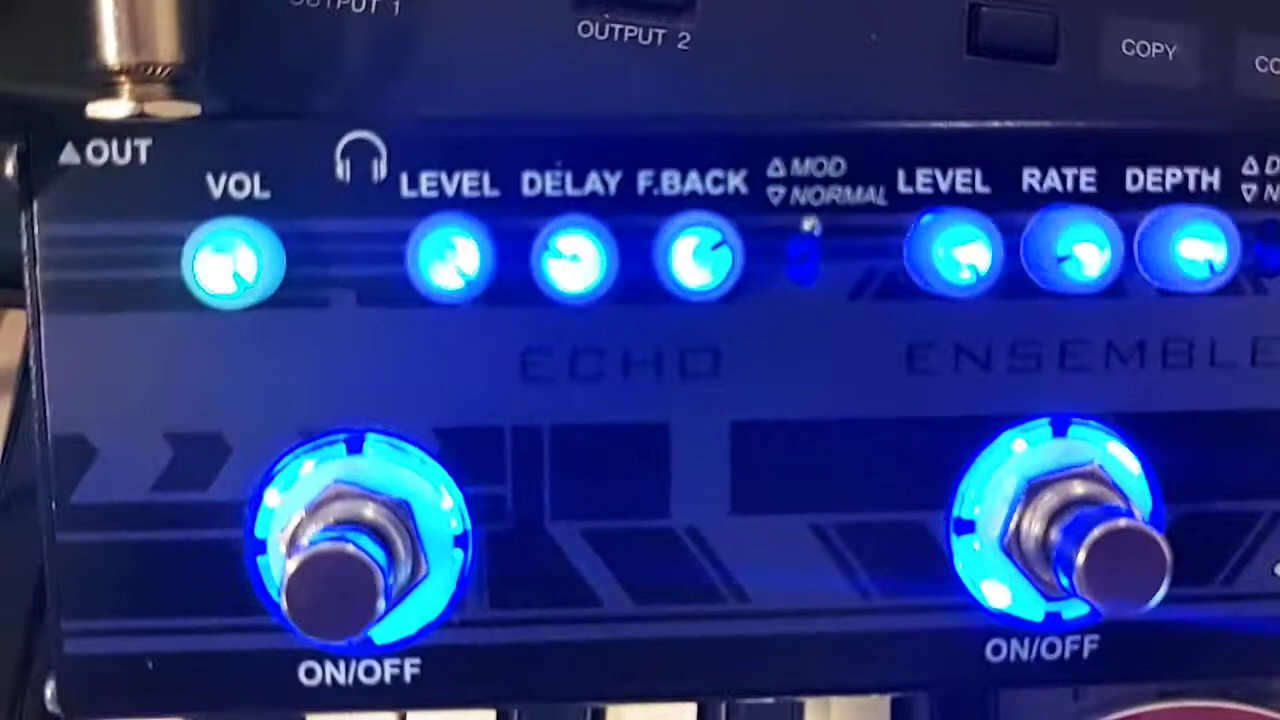 OUTPUT 1
OUTPUT 2
COPY
▲OUT
VOL
LEVEL DELAY F.BACK
△ MOD
▽ NORMAL
LEVEL RATE DEPTH
ECHO
ENSEMBLE
ON/OFF
ON/OFF